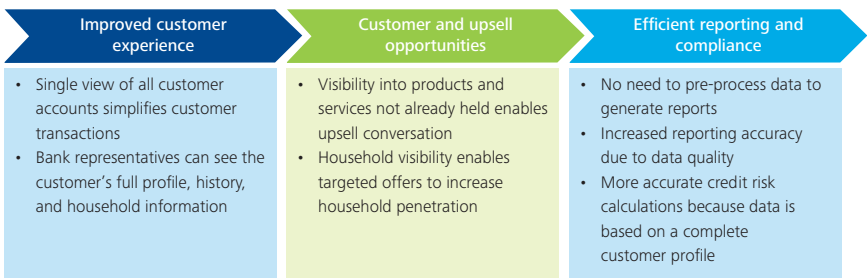 Improved customer
experience
• Single view of all customer
accounts simplifies customer
transactions
• Bank representatives can see the
customer's full profile, history,
and household information
Customer and upsell
opportunities
• Visibility into products and
services not already held enables
upsell conversation
• Household visibility enables
targeted offers to increase
household penetration
Efficient reporting and
compliance
• No need to pre-process data to
generate reports
• Increased reporting accuracy
due to data quality
• More accurate credit risk
calculations because data is
based on a complete
customer profile